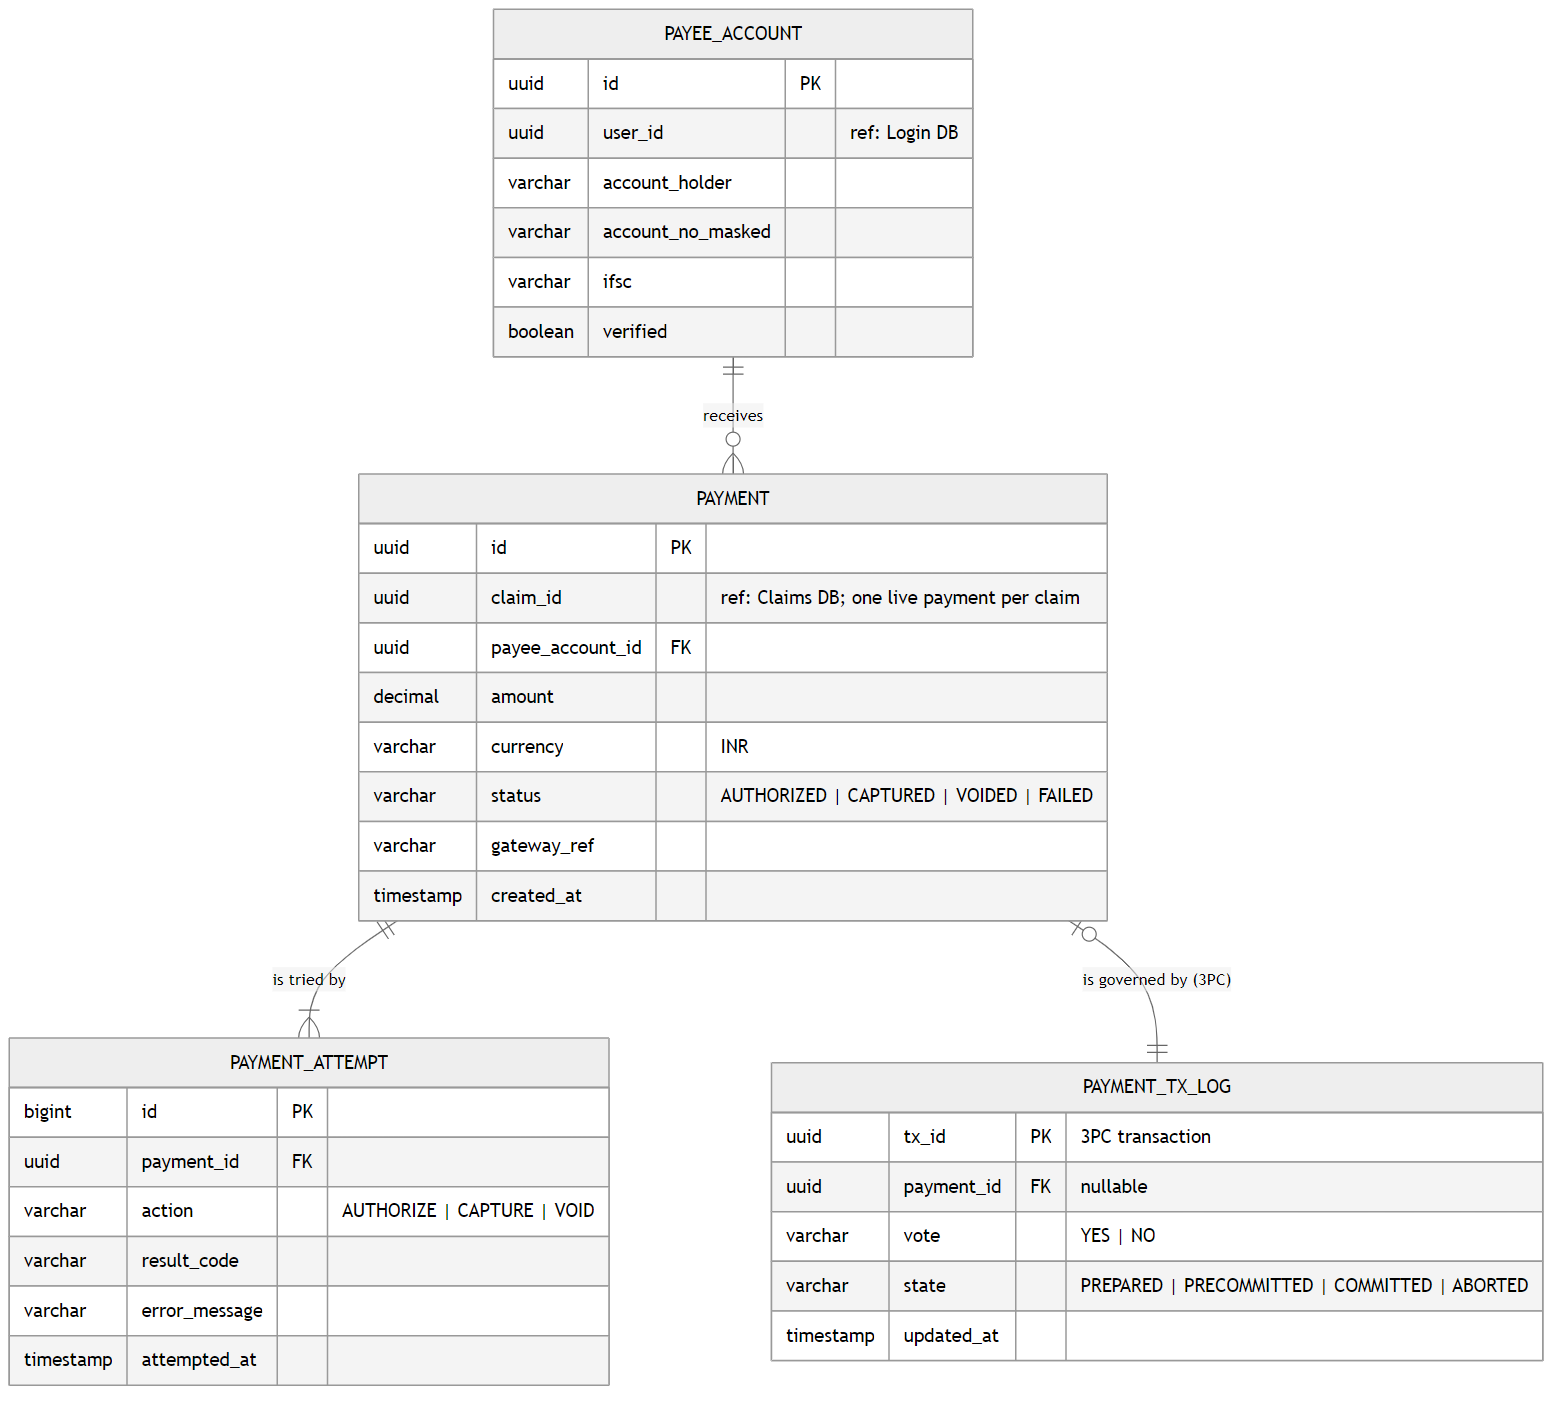 PAYEE_ACCOUNT
uuid id PK
uuid user_id ref: Login DB
varchar account_holder
varchar account_no_masked
varchar ifsc
boolean verified
receives
PAYMENT
uuid id PK
uuid claim_id ref: Claims DB; one live payment per claim
uuid payee_account_id FK
decimal amount
varchar currency INR
varchar status AUTHORIZED | CAPTURED | VOIDED | FAILED
varchar gateway_ref
timestamp created_at
is tried by
is governed by (3PC)
PAYMENT_ATTEMPT
bigint id PK
uuid payment_id FK
varchar action AUTHORIZE | CAPTURE | VOID
varchar result_code
varchar error_message
timestamp attempted_at
PAYMENT_TX_LOG
uuid tx_id PK 3PC transaction
uuid payment_id FK nullable
varchar vote YES | NO
varchar state PREPARED | PRECOMMITTED | COMMITTED | ABORTED
timestamp updated_at